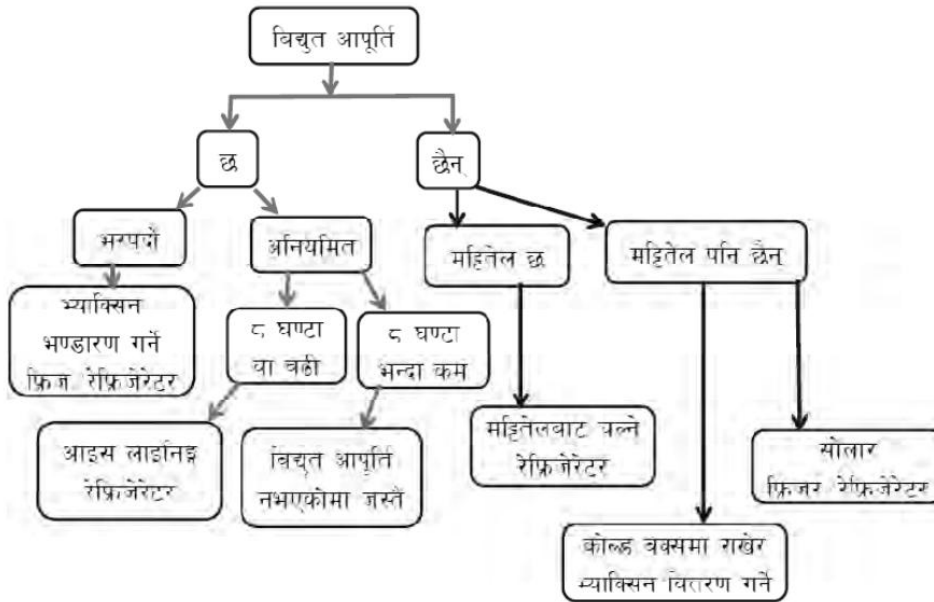 बिद्युत आपूर्ति
छ
छैन्
भरपर्दो
अनियमित
मट्टितेल छ
मट्टितेल पनि छैन्
भ्याक्सिन
भण्डारण गर्ने
फ्रिज रेफ्रिजेरेटर
८ घण्टा
वा बढी
८ घण्टा
भन्दा कम
आइस लाइनिङ्ग
रेफ्रिजेरेटर
बिद्युत आपूर्ति
नभएकोमा जस्तै
मट्टितेलबाट चल्ने
रेफ्रिजेरेटर
सोलार
फ्रिजर रेफ्रिजेरेटर
कोल्ड बक्समा राखेर
भ्याक्सिन वितरण गर्ने